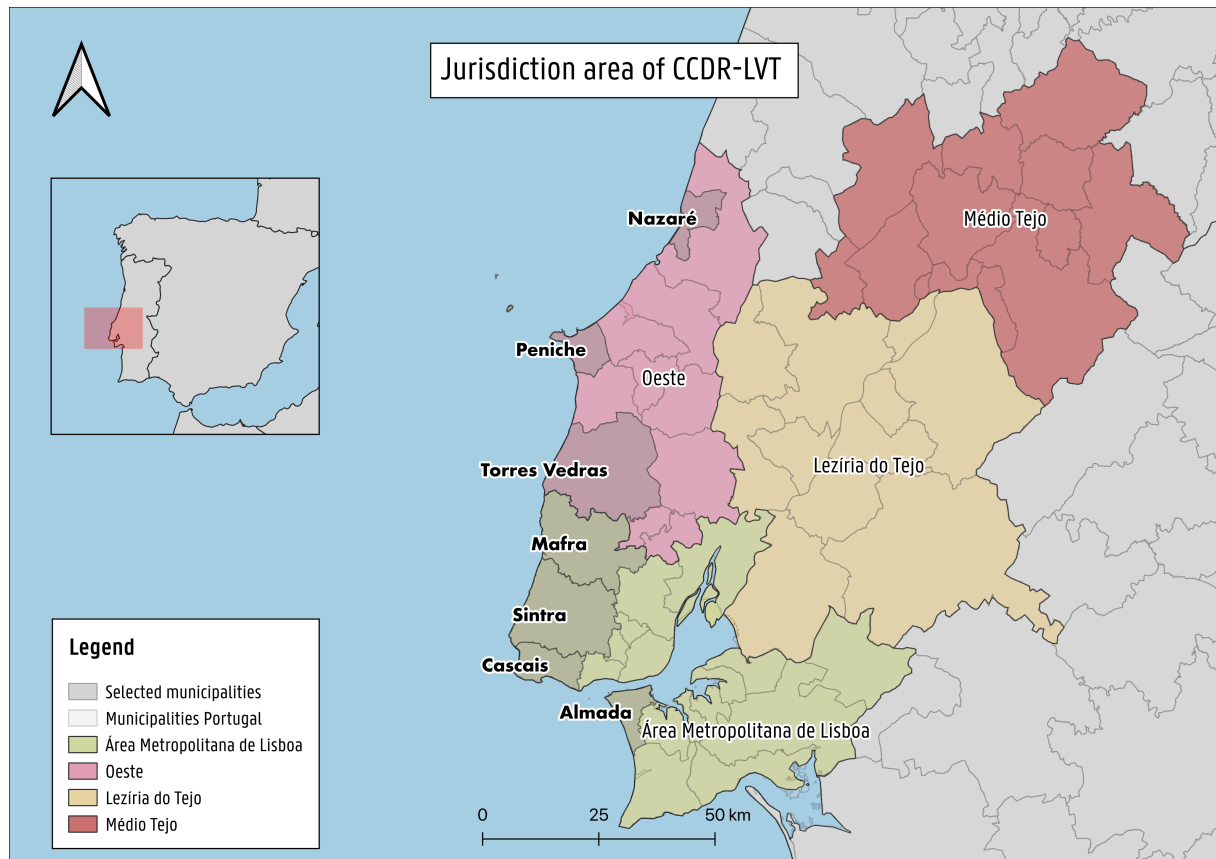 Jurisdiction area of CCDR-LVT
Nazaré
Médio Tejo
Peniche
Oeste
Torres Vedras
Lezíria do Tejo
Mafra
Sintra
Cascais
Almada
Área Metropolitana de Lisboa
Legend
Selected municipalities
Municipalities Portugal
Área Metropolitana de Lisboa
Oeste
Lezíria do Tejo
Médio Tejo
0 25 50 km